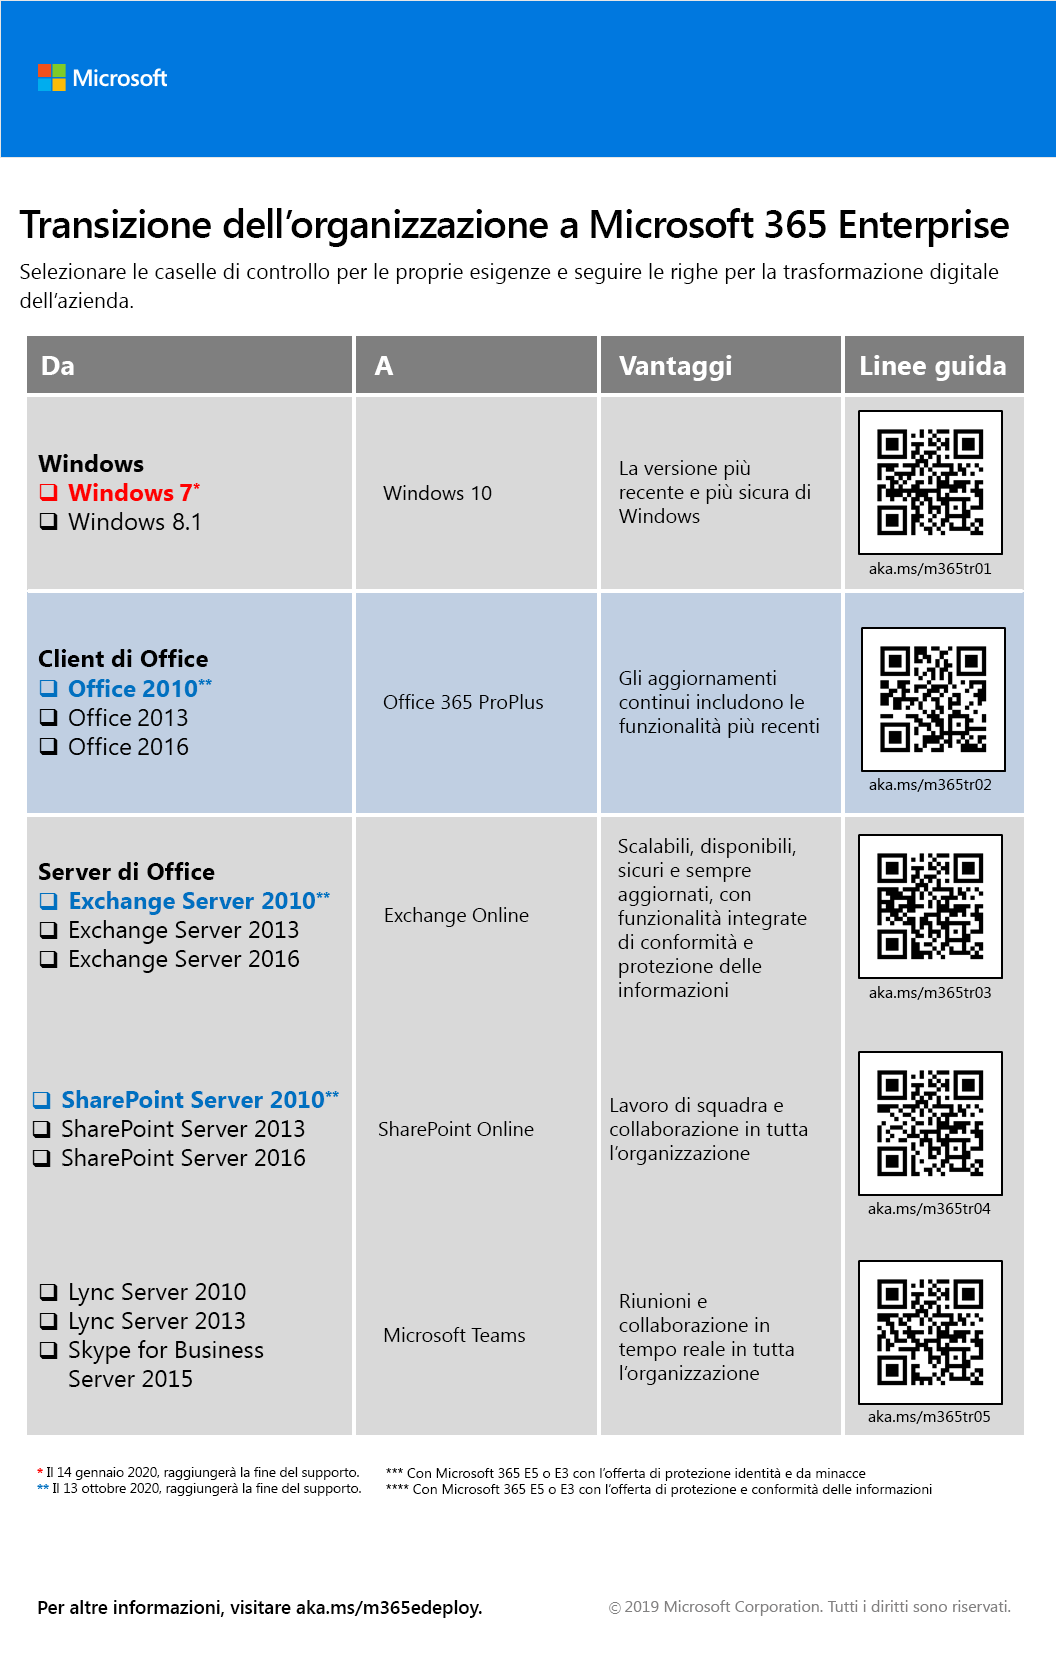 Microsoft
Transizione dell’organizzazione a Microsoft 365 Enterprise
Selezionare le caselle di controllo per le proprie esigenze e seguire le righe per la trasformazione digitale
dell’azienda.
Da
A
Vantaggi
Linee guida
Windows
Windows 7*
Windows 8.1
Windows 10
La versione più
recente e più sicura di
Windows
aka.ms/m365tr01
Client di Office
Office 2010**
Office 2013
Office 2016
Office 365 ProPlus
Gli aggiornamenti
continui includono le
funzionalità più recenti
aka.ms/m365tr02
Server di Office
Exchange Server 2010**
Exchange Server 2013
Exchange Server 2016
Exchange Online
Scalabili, disponibili,
sicuri e sempre
aggiornati, con
funzionalità integrate
di conformità e
protezione delle
informazioni
aka.ms/m365tr03
SharePoint Server 2010**
SharePoint Server 2013
SharePoint Server 2016
SharePoint Online
Lavoro di squadra e
collaborazione in tutta
l’organizzazione
aka.ms/m365tr04
Lync Server 2010
Lync Server 2013
Skype for Business
Server 2015
Microsoft Teams
Riunioni e
collaborazione in
tempo reale in tutta
l’organizzazione
aka.ms/m365tr05
* Il 14 gennaio 2020, raggiungerà la fine del supporto.
** Il 13 ottobre 2020, raggiungerà la fine del supporto.
*** Con Microsoft 365 E5 o E3 con l’offerta di protezione identità e da minacce
**** Con Microsoft 365 E5 o E3 con l’offerta di protezione e conformità delle informazioni
Per altre informazioni, visitare aka.ms/m365edeploy.
© 2019 Microsoft Corporation. Tutti i diritti sono riservati.